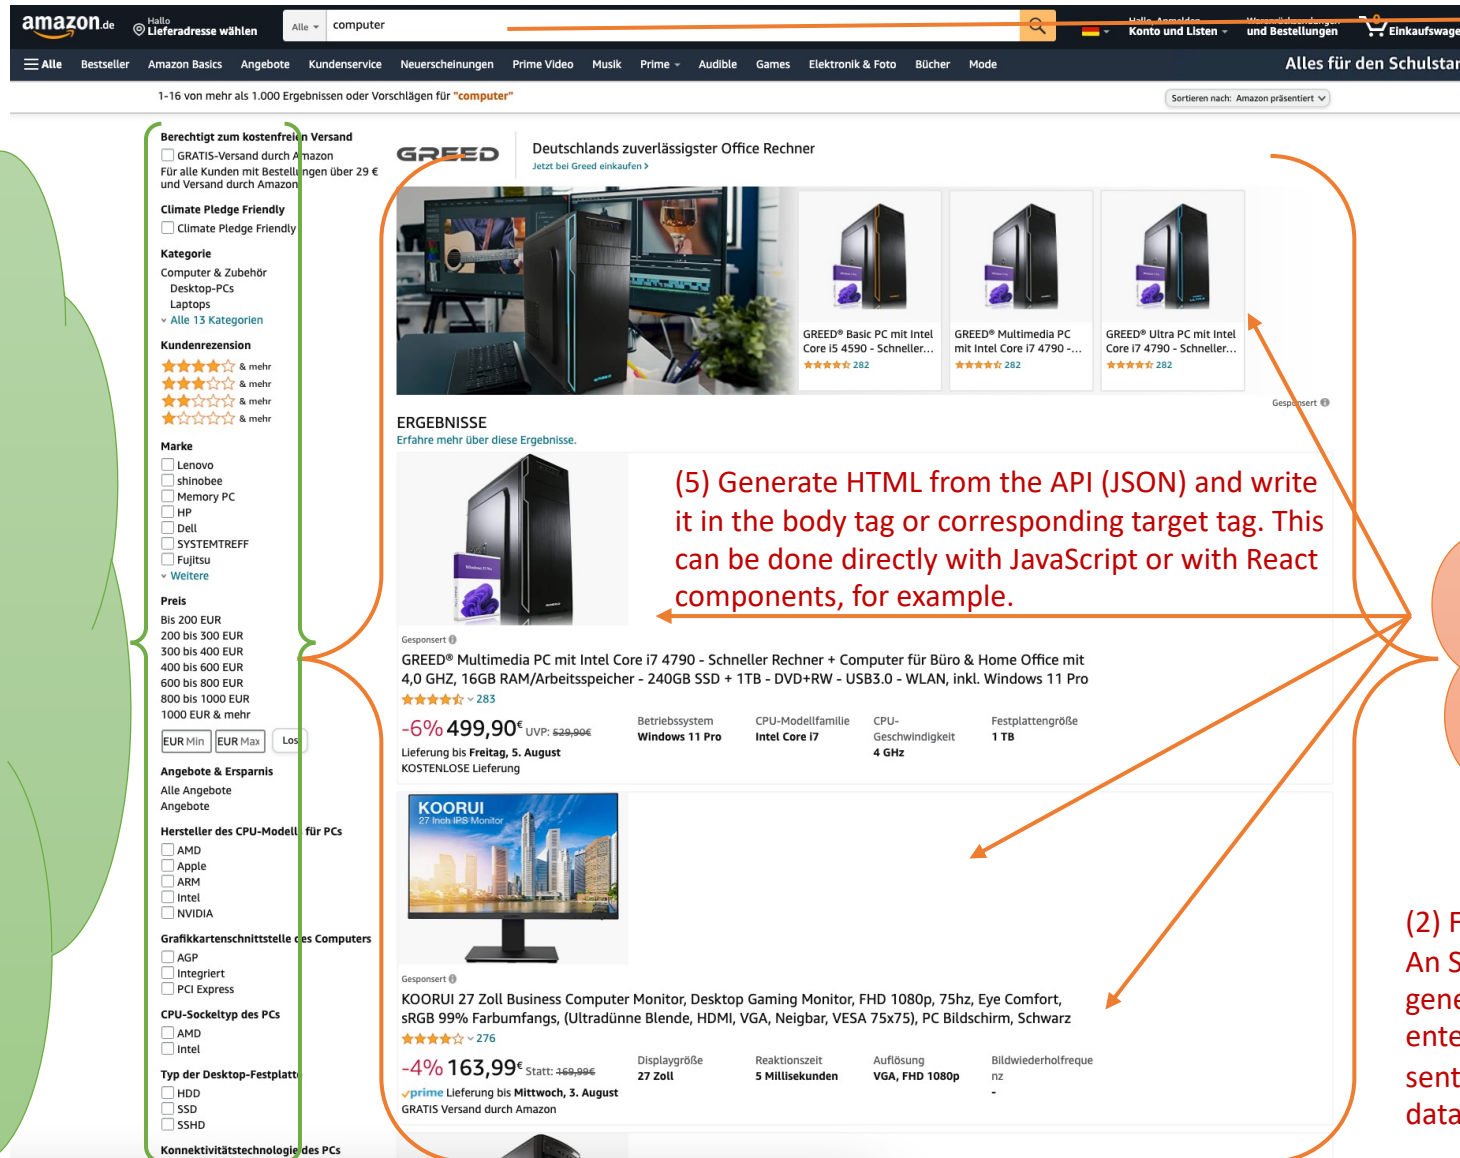 amazon.de
Hallo
Lieferadresse wählen
Alle
computer
Hallo, Anmelden
Konto und Listen
Warenrücksendungen
und Bestellungen
0
Einkaufswage
Alle
Bestseller
Amazon Basics
Angebote
Kundenservice
Neuerscheinungen
Prime Video
Musik
Prime
Audible
Games
Elektronik & Foto
Bücher
Mode
Alles für den Schulstar
1-16 von mehr als 1.000 Ergebnissen oder Vorschlägen für "computer"
Sortieren nach: Amazon präsentiert
Berechtigt zum kostenfreien Versand
GRATIS-Versand durch Amazon
Für alle Kunden mit Bestellungen über 29 €
und Versand durch Amazon
Climate Pledge Friendly
Climate Pledge Friendly
Kategorie
Computer & Zubehör
Desktop-PCs
Laptops
Alle 13 Kategorien
Kundenrezension
& mehr
& mehr
& mehr
& mehr
Marke
Lenovo
shinobee
Memory PC
HP
Dell
SYSTEMTREFF
Fujitsu
Weitere
Preis
Bis 200 EUR
200 bis 300 EUR
300 bis 400 EUR
400 bis 600 EUR
600 bis 800 EUR
800 bis 1000 EUR
1000 EUR & mehr
EUR Min
EUR Max
Los
Angebote & Ersparnis
Alle Angebote
Angebote
Hersteller des CPU-Modells für PCs
AMD
Apple
ARM
Intel
NVIDIA
Grafikkartenschnittstelle des Computers
AGP
Integriert
PCI Express
CPU-Sockeltyp des PCs
AMD
Intel
Typ der Desktop-Festplatte
HDD
SSD
SSHD
Konnektivitätstechnologie des PCs
GREED
Deutschlands zuverlässigster Office Rechner
Jetzt bei Greed einkaufen ›
GREED® Basic PC mit Intel
Core i5 4590 - Schneller...
282
GREED® Multimedia PC
mit Intel Core i7 4790 -...
282
GREED® Ultra PC mit Intel
Core i7 4790 - Schneller...
282
Gesponsert
ERGEBNISSE
Erfahre mehr über diese Ergebnisse.
(5) Generate HTML from the API (JSON) and write
it in the body tag or corresponding target tag. This
can be done directly with JavaScript or with React
components, for example.
Gesponsert
GREED® Multimedia PC mit Intel Core i7 4790 - Schneller Rechner + Computer für Büro & Home Office mit
4,0 GHZ, 16GB RAM/Arbeitsspeicher - 240GB SSD + 1TB - DVD+RW - USB3.0 - WLAN, inkl. Windows 11 Pro
283
-6% 499,90€ UVP: 529,90€
Lieferung bis Freitag, 5. August
KOSTENLOSE Lieferung
Betriebssystem
Windows 11 Pro
CPU-Modellfamilie
Intel Core i7
CPU-
Geschwindigkeit
4 GHz
Festplattengröße
1 TB
KOORUI
27 Inch IPS Monitor
Gesponsert
KOORUI 27 Zoll Business Computer Monitor, Desktop Gaming Monitor, FHD 1080p, 75hz, Eye Comfort,
sRGB 99% Farbumfangs, (Ultradünne Blende, HDMI, VGA, Neigbar, VESA 75x75), PC Bildschirm, Schwarz
276
-4% 163,99€ Statt: 169,99€
prime Lieferung bis Mittwoch, 3. August
GRATIS Versand durch Amazon
Displaygröße
27 Zoll
Reaktionszeit
5 Millisekunden
Auflösung
VGA, FHD 1080p
Bildwiederholfreque
nz
-
(2) F
An S
gene
ente
sent
data